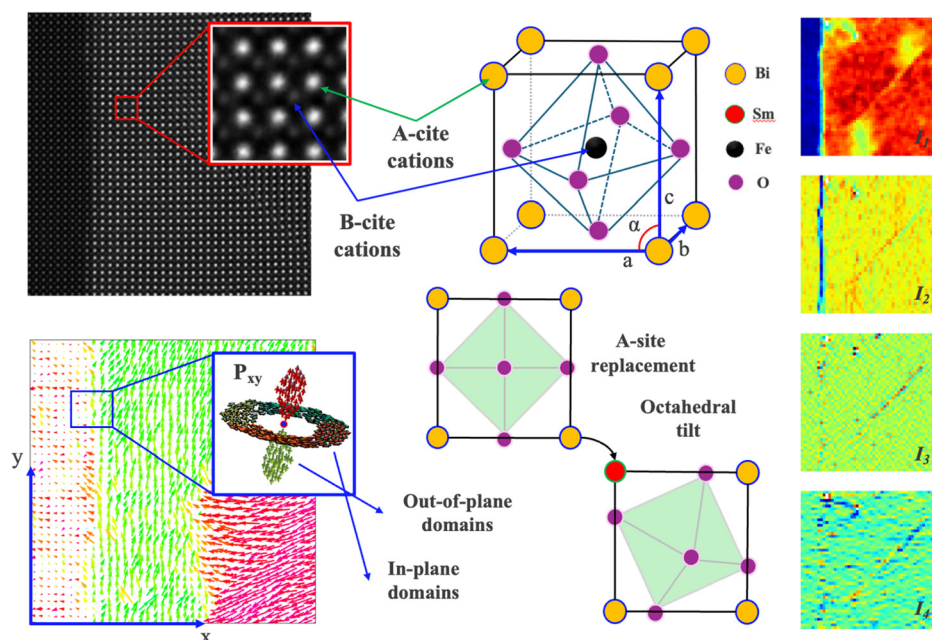 A-cite
cations
B-cite
cations
α
a
b
c
Bi
Sm
Fe
O
I1
I2
I3
I4
A-site
replacement
Octahedral
tilt
Pxy
y
x
Out-of-plane
domains
In-plane
domains